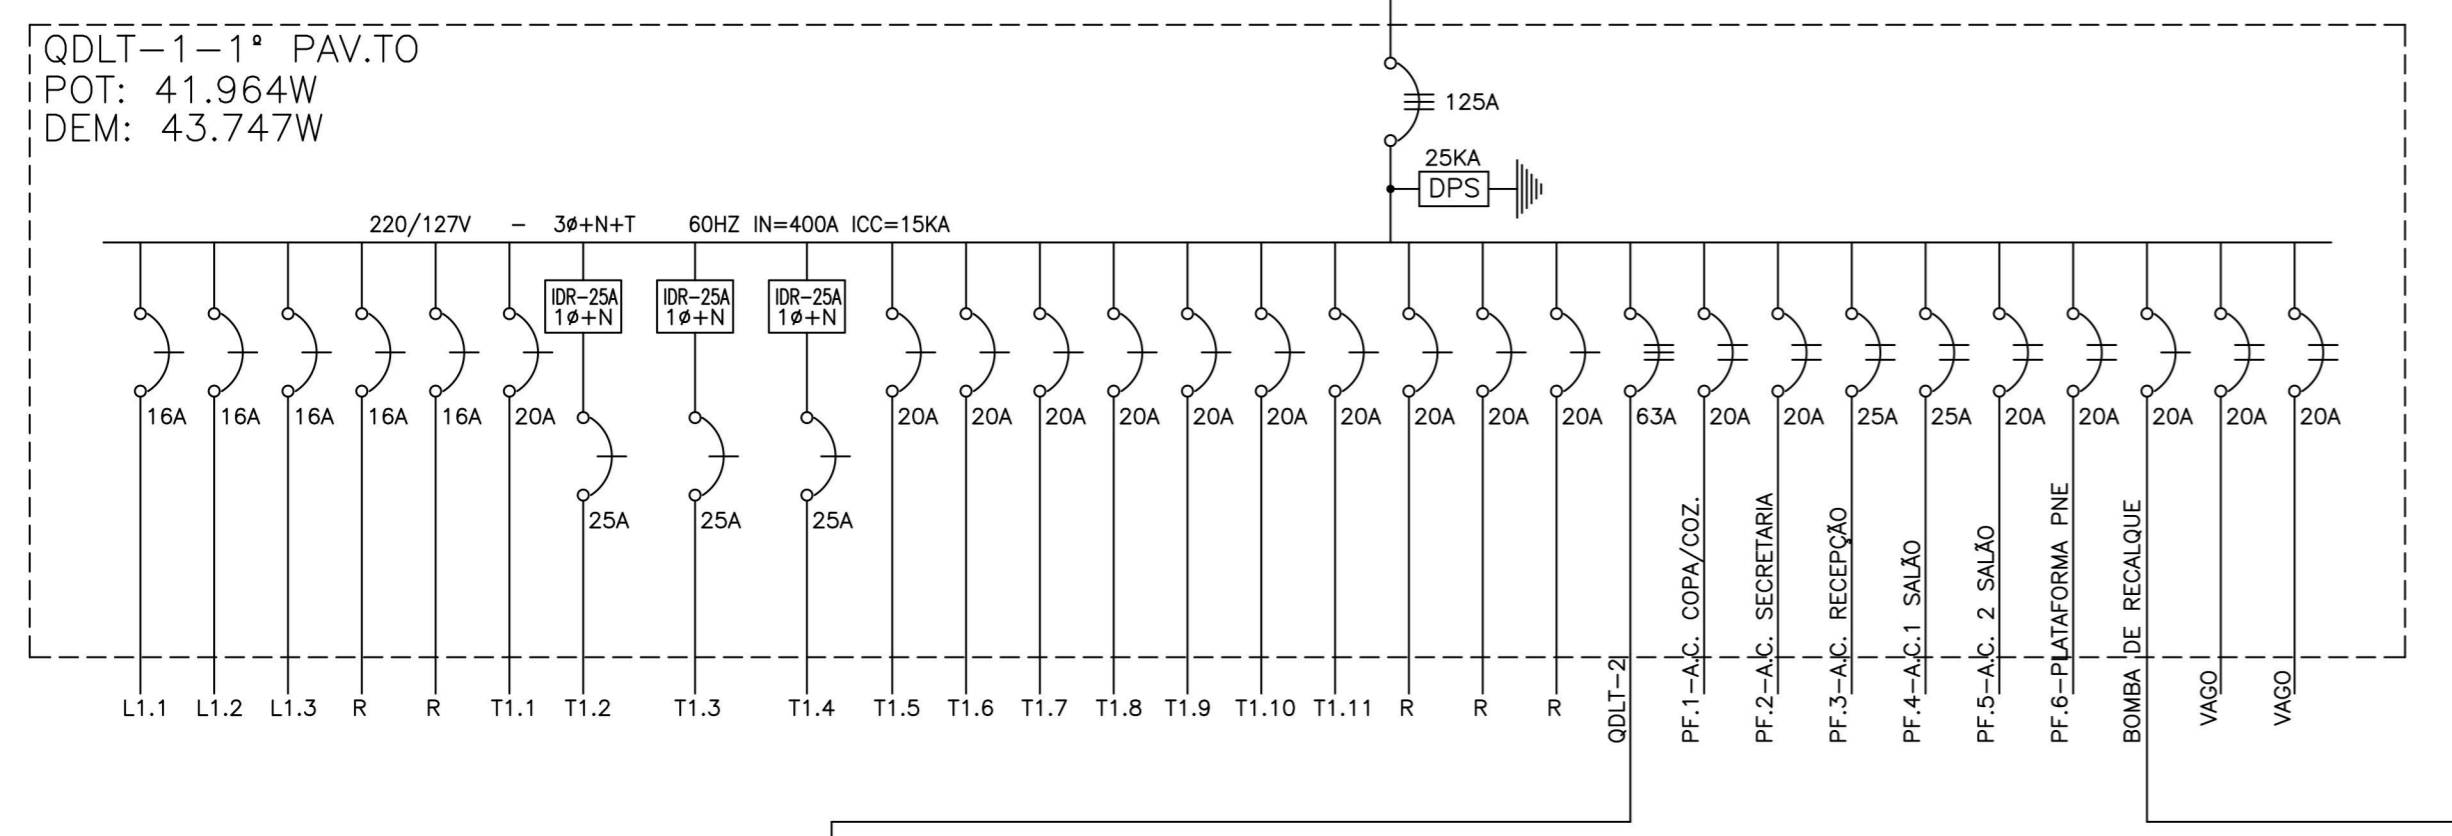 QDLT-1-1º PAV.TO
POT: 41.964W
DEM: 43.747W
125A
25KA
DPS
220/127V - 3ø+N+T 60HZ IN=400A ICC=15KA
IDR-25A
1ø+N
IDR-25A
1ø+N
IDR-25A
1ø+N
16A 16A 16A 16A 16A 20A 20A 20A 20A 20A 20A 20A 20A 20A 20A 20A 63A 20A 20A 25A 25A 20A 20A 20A 20A 20A
25A 25A 25A
L1.1 L1.2 L1.3 R R T1.1 T1.2 T1.3 T1.4 T1.5 T1.6 T1.7 T1.8 T1.9 T1.10 T1.11 R R R
QDLT-2
PF.1-A.C. COPA/COZ.
PF.2-A.C. SECRETARIA
PF.3-A.C. RECEPÇÃO
PF.4-A.C.1 SALÃO
PF.5-A.C. 2 SALÃO
PF.6-PLATAFORMA PNE
BOMBA DE RECALQUE
VAGO
VAGO